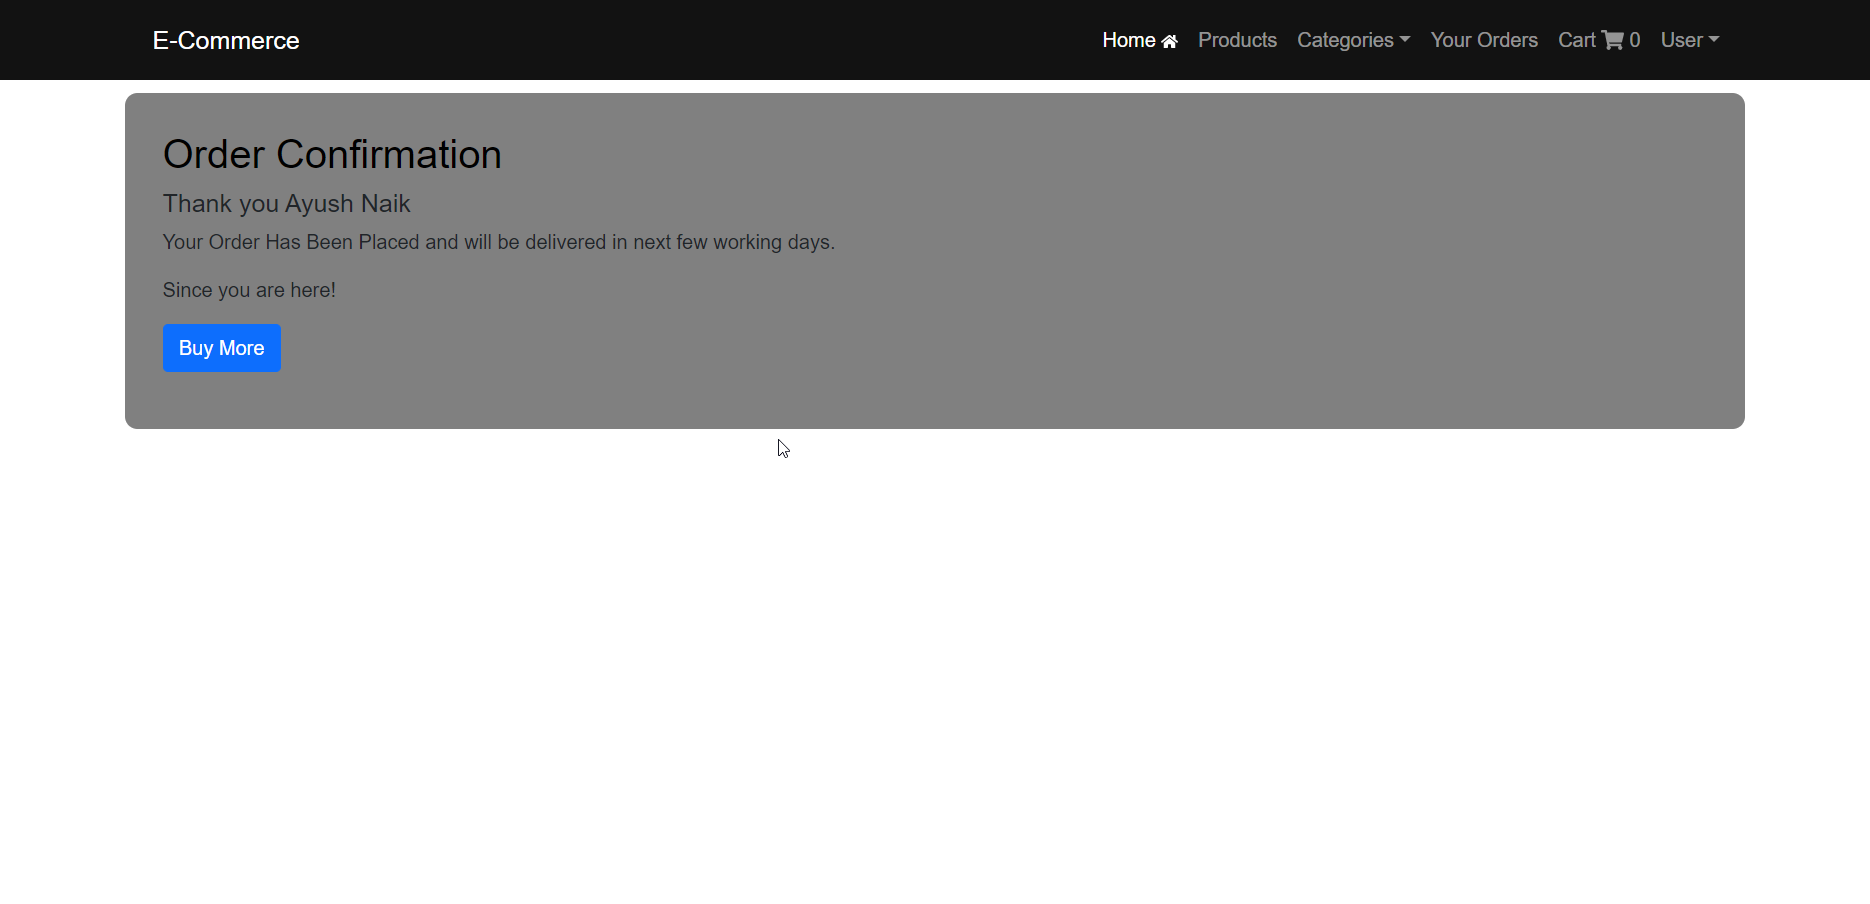 E-Commerce
Home Products Categories Your Orders Cart 0 User
Order Confirmation
Thank you Ayush Naik
Your Order Has Been Placed and will be delivered in next few working days.
Since you are here!
Buy More